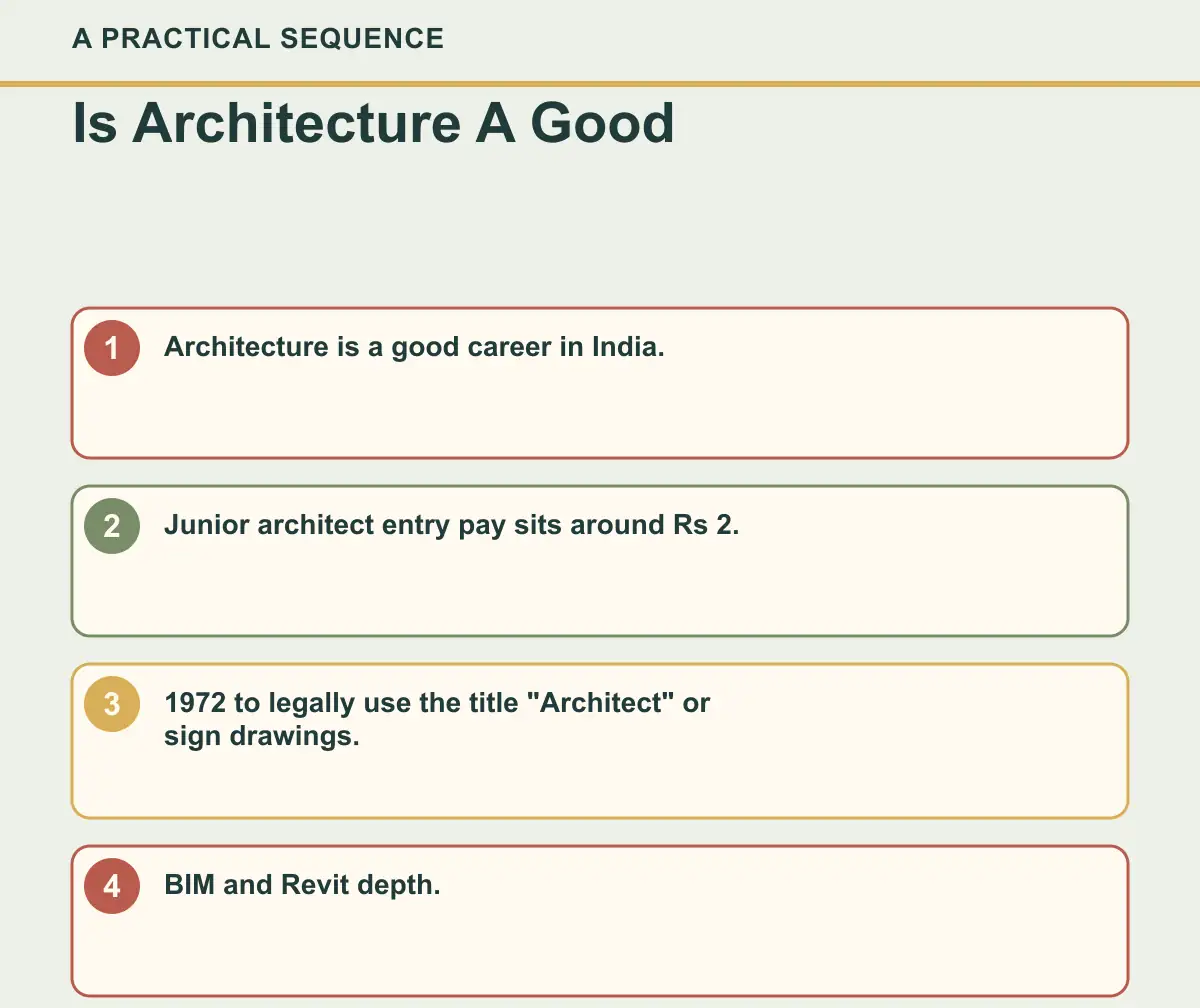 A PRACTICAL SEQUENCE
Is Architecture A Good
1
Architecture is a good career in India.
2
Junior architect entry pay sits around Rs 2.
3
1972 to legally use the title "Architect" or
sign drawings.
4
BIM and Revit depth.